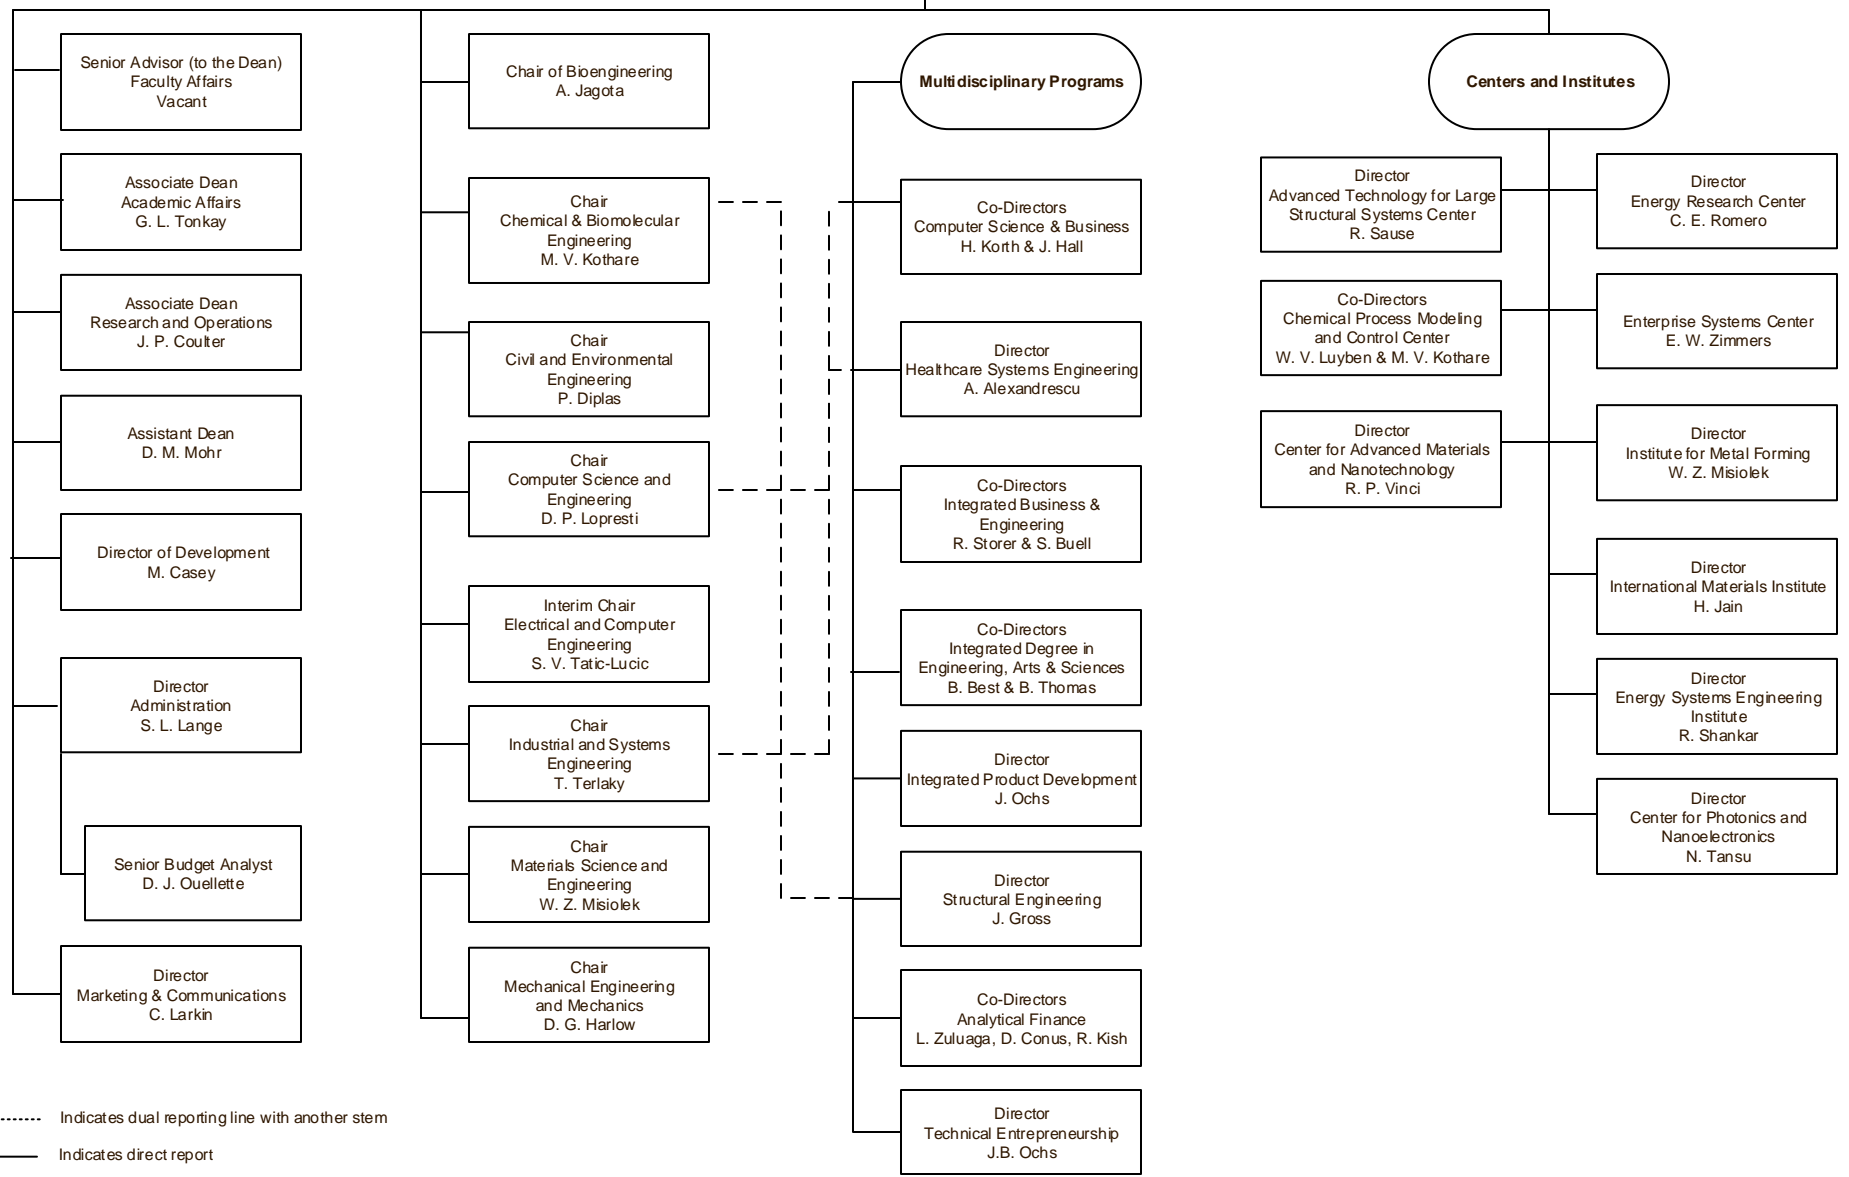 Senior Advisor (to the Dean)
Faculty Affairs
Vacant
Associate Dean
Academic Affairs
G. L. Tonkay
Associate Dean
Research and Operations
J. P. Coulter
Assistant Dean
D. M. Mohr
Director of Development
M. Casey
Director
Administration
S. L. Lange
Senior Budget Analyst
D. J. Ouellette
Director
Marketing & Communications
C. Larkin
Chair of Bioengineering
A. Jagota
Chair
Chemical & Biomolecular
Engineering
M. V. Kothare
Chair
Civil and Environmental
Engineering
P. Diplas
Chair
Computer Science and
Engineering
D. P. Lopresti
Interim Chair
Electrical and Computer
Engineering
S. V. Tatic-Lucic
Chair
Industrial and Systems
Engineering
T. Terlaky
Chair
Materials Science and
Engineering
W. Z. Misiolek
Chair
Mechanical Engineering
and Mechanics
D. G. Harlow
Multidisciplinary Programs
Co-Directors
Computer Science & Business
H. Korth & J. Hall
Director
Healthcare Systems Engineering
A. Alexandrescu
Co-Directors
Integrated Business &
Engineering
R. Storer & S. Buell
Co-Directors
Integrated Degree in
Engineering, Arts & Sciences
B. Best & B. Thomas
Director
Integrated Product Development
J. Ochs
Director
Structural Engineering
J. Gross
Co-Directors
Analytical Finance
L. Zuluaga, D. Conus, R. Kish
Director
Technical Entrepreneurship
J.B. Ochs
Centers and Institutes
Director
Advanced Technology for Large
Structural Systems Center
R. Sause
Co-Directors
Chemical Process Modeling
and Control Center
W. V. Luyben & M. V. Kothare
Director
Center for Advanced Materials
and Nanotechnology
R. P. Vinci
Director
Energy Research Center
C. E. Romero
Enterprise Systems Center
E. W. Zimmers
Director
Institute for Metal Forming
W. Z. Misiolek
Director
International Materials Institute
H. Jain
Director
Energy Systems Engineering
Institute
R. Shankar
Director
Center for Photonics and
Nanoelectronics
N. Tansu
Indicates dual reporting line with another stem
Indicates direct report